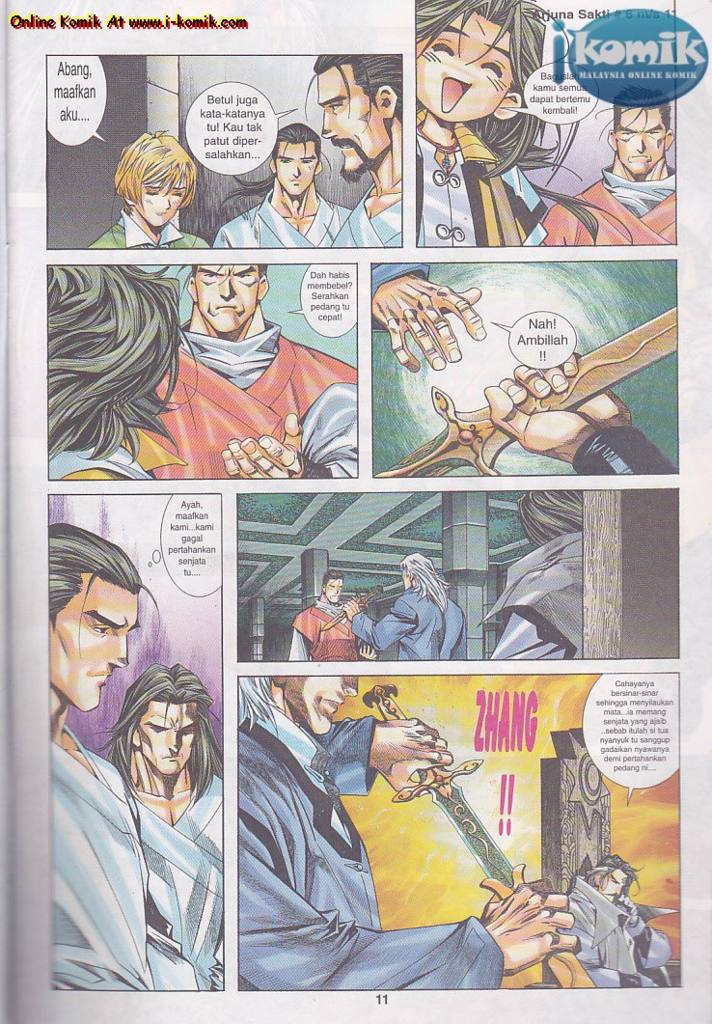 Online Komik At www.i-komik.com
Arjuna Sakti # 6 m/s 11
ikomik
MALAYSIA ONLINE KOMIK
Abang,
maafkan
aku....
Betul juga
kata-katanya
tu! Kau tak
patut diper-
salahkan...
kamu semua
dapat bertemu
kembali!
Dah habis
membebel?
Serahkan
pedang tu
cepat!
Nah!
Ambillah
!!
Ayah,
maafkan
kami...kami
gagal
pertahankan
senjata
tu....
ZHANG
!!
Cahayanya
bersinar-sinar
sehingga menyilaukan
mata...ia memang
senjata yang ajaib
..sebab itulah si tua
nyanyuk tu sanggup
gadaikan nyawanya
demi pertahankan
pedang ni....
11